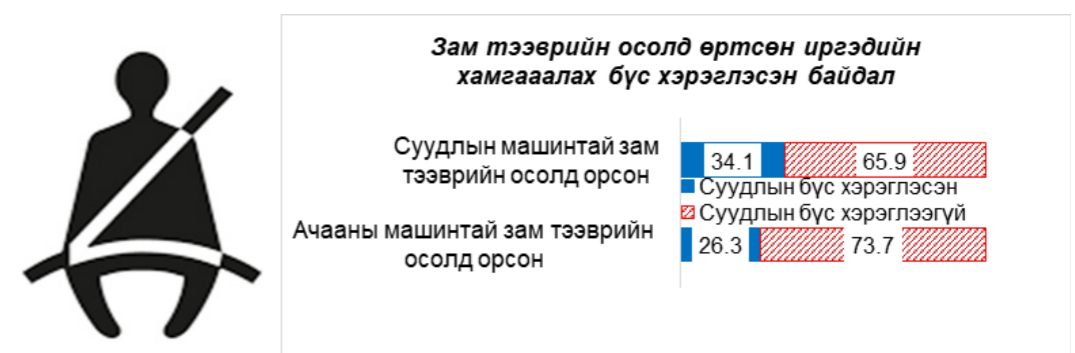 Зам тээврийн осолд өртсөн иргэдийн
хамгааалах бүс хэрэглэсэн байдал
Суудлын машинтай зам
тээврийн осолд орсон
34.1 65.9
Суудлын бүс хэрэглэсэн
Суудлын бүс хэрэглээгүй
Ачааны машинтай зам тээврийн
осолд орсон
26.3 73.7